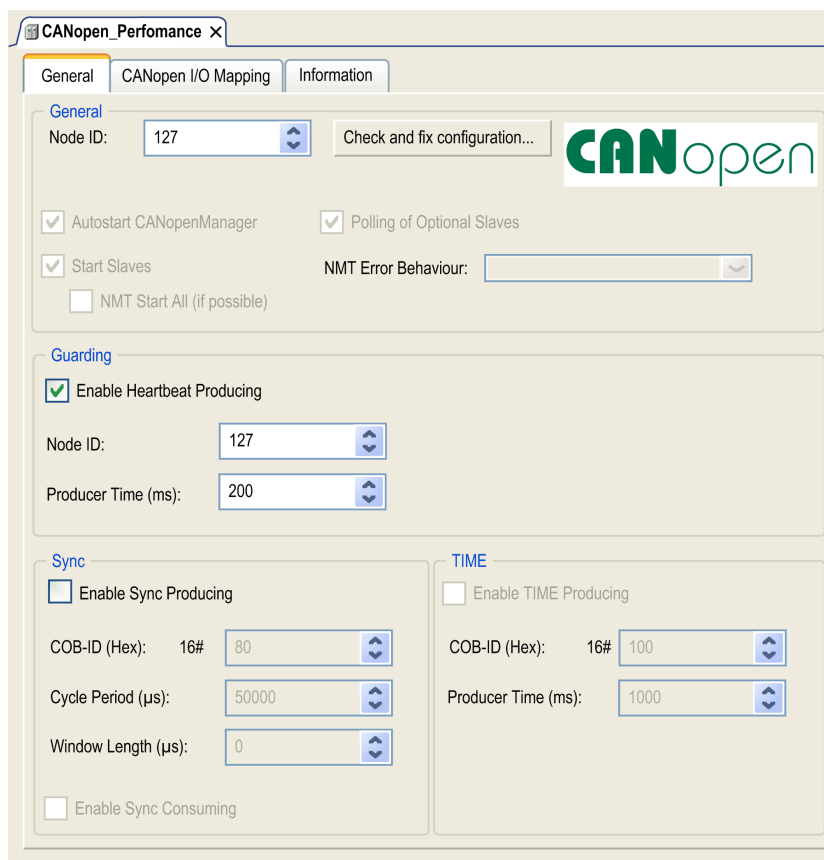 CANopen_Perfomance
General CANopen I/O Mapping Information
General
Node ID: 127 Check and fix configuration... CANopen
Autostart CANopenManager Polling of Optional Slaves
Start Slaves NMT Error Behaviour:
NMT Start All (if possible)
Guarding
Enable Heartbeat Producing
Node ID: 127
Producer Time (ms): 200
Sync TIME
Enable Sync Producing Enable TIME Producing
COB-ID (Hex): 16# 80 COB-ID (Hex): 16# 100
Cycle Period (µs): 50000 Producer Time (ms): 1000
Window Length (µs): 0
Enable Sync Consuming